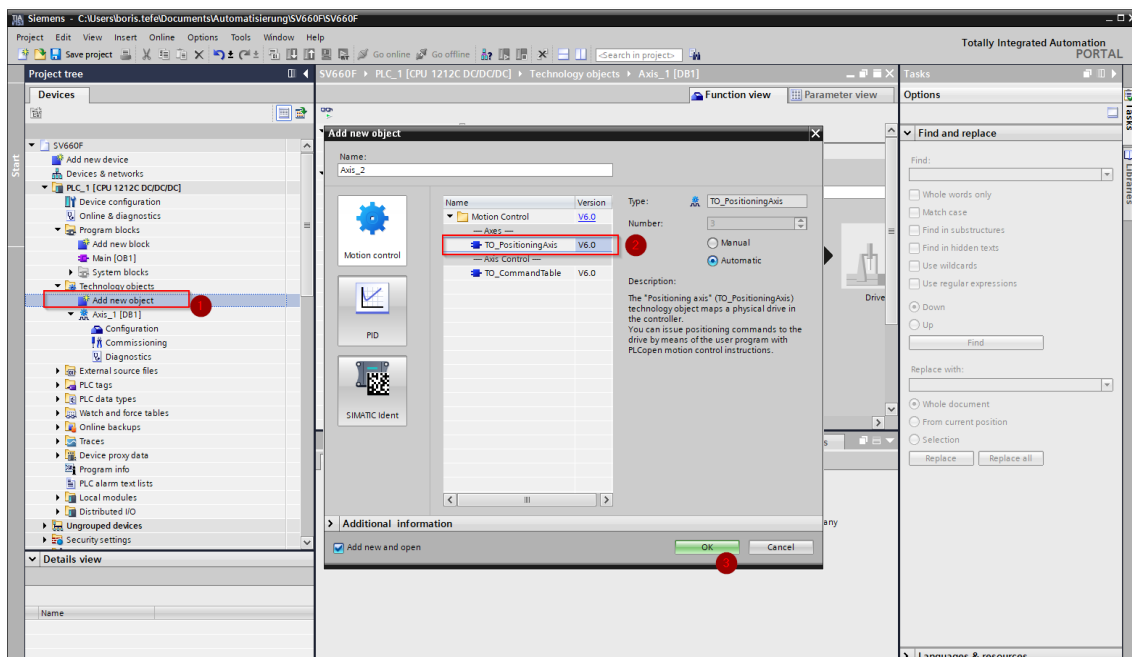 Siemens - C:\Users\boris.tefe\Documents\Automatisierung\SV660F\SV660F
Project Edit View Insert Online Options Tools Window Help
Totally Integrated Automation
PORTAL
Save project
Go online
Go offline
<Search in project>
Project tree
SV660F
PLC_1 [CPU 1212C DC/DC/DC]
Technology objects
Axis_1 [DB1]
Tasks
Devices
Function view
Parameter view
Options
SV660F
Add new device
Devices & networks
PLC_1 [CPU 1212C DC/DC/DC]
Device configuration
Online & diagnostics
Program blocks
Add new block
Main [OB1]
System blocks
Technology objects
Add new object
1
Axis_1 [DB1]
Configuration
Commissioning
Diagnostics
External source files
PLC tags
PLC data types
Watch and force tables
Online backups
Traces
Device proxy data
Program info
PLC alarm text lists
Local modules
Distributed I/O
Ungrouped devices
Security settings
Details view
Name
Start
Add new object
Name:
Axis_2
Motion control
PID
SIMATIC Ident
Name Version
Motion Control V6.0
Axes
TO_PositioningAxis V6.0
2
Axis Control
TO_CommandTable V6.0
Type: TO_PositioningAxis
Number: 3
Manual
Automatic
Description:
The "Positioning axis" (TO_PositioningAxis)
technology object maps a physical drive in
the controller.
You can issue positioning commands to the
drive by means of the user program with
PLCopen motion control instructions.
Additional information
Add new and open
OK
Cancel
3
Drive
any
Find and replace
Find:
Whole words only
Match case
Find in substructures
Find in hidden texts
Use wildcards
Use regular expressions
Down
Up
Find
Replace with:
Whole document
From current position
Selection
Replace
Replace all
Languages & resources
Tasks
Libraries